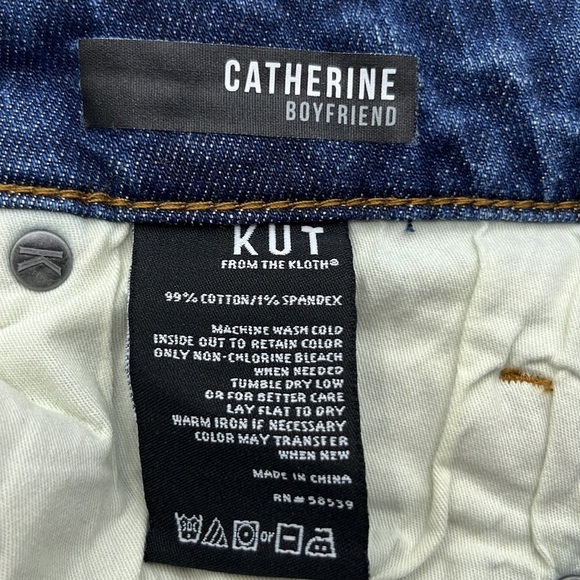 CATHERINE
BOYFRIEND
K
KUT
FROM THE KLOTH®
99% COTTON/1% SPANDEX
MACHINE WASH COLD
INSIDE OUT TO RETAIN COLOR
ONLY NON-CHLORINE BLEACH
WHEN NEEDED
TUMBLE DRY LOW
OR FOR BETTER CARE
LAY FLAT TO DRY
WARM IRON IF NECESSARY
COLOR MAY TRANSFER
WHEN NEW
MADE IN CHINA
RN# 58539
30C or